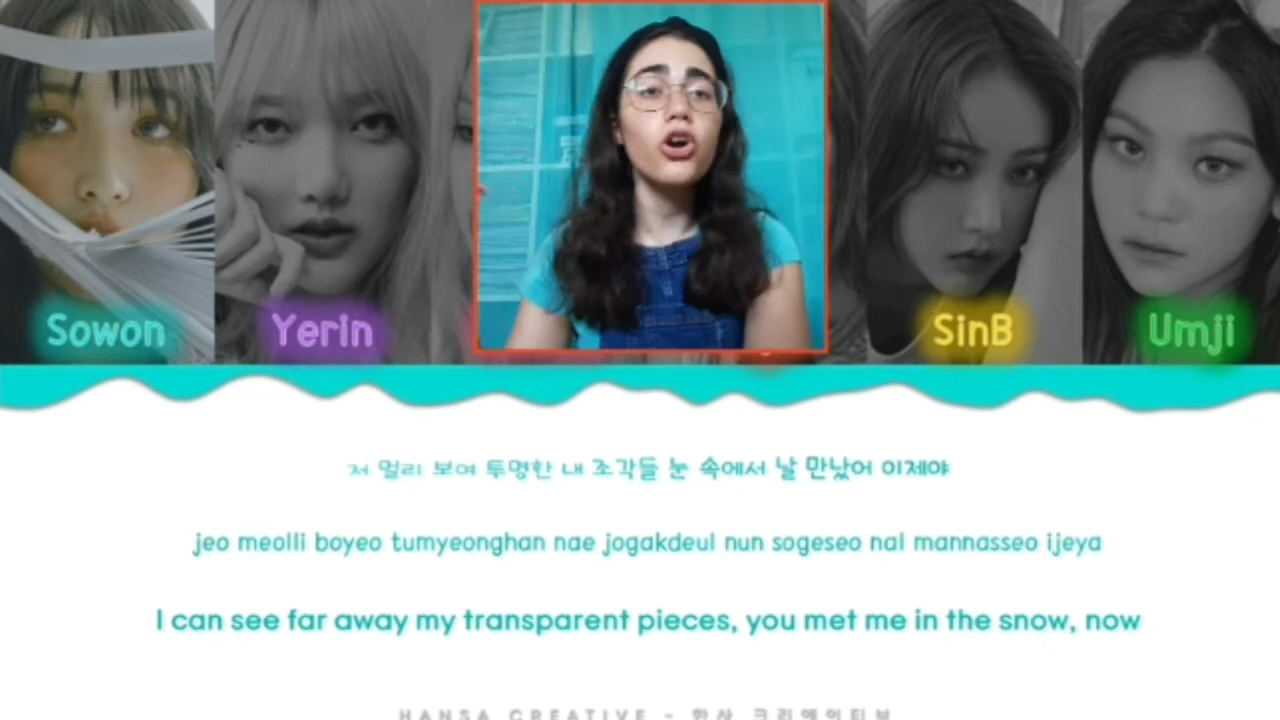 Sowon
Yerin
SinB
Umji
저 멀리 보여 투명한 내 조각들 눈 속에서 날 만났어 이제야
jeo meolli boyeo tumyeonghan nae jogakdeul nun sogeseo nal mannasseo ijeya
I can see far away my transparent pieces, you met me in the snow, now
HANSA CREATIVE - 한사 크리에이티브